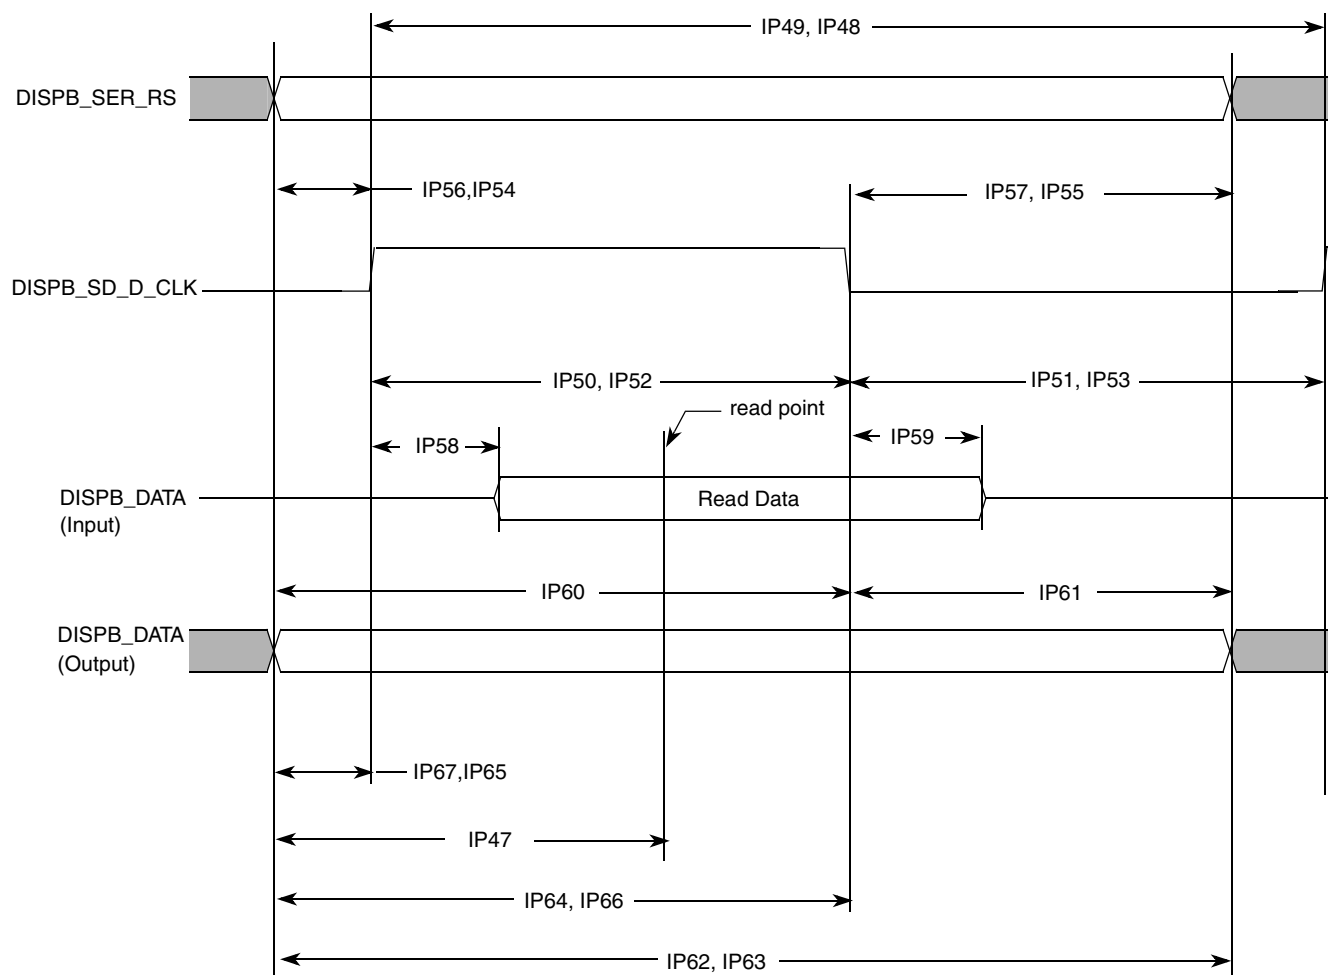 IP49, IP48
DISPB_SER_RS
IP56,IP54
IP57, IP55
DISPB_SD_D_CLK
IP50, IP52
IP51, IP53
read point
IP58
IP59
DISPB_DATA
(Input)
Read Data
IP60
IP61
DISPB_DATA
(Output)
IP67,IP65
IP47
IP64, IP66
IP62, IP63